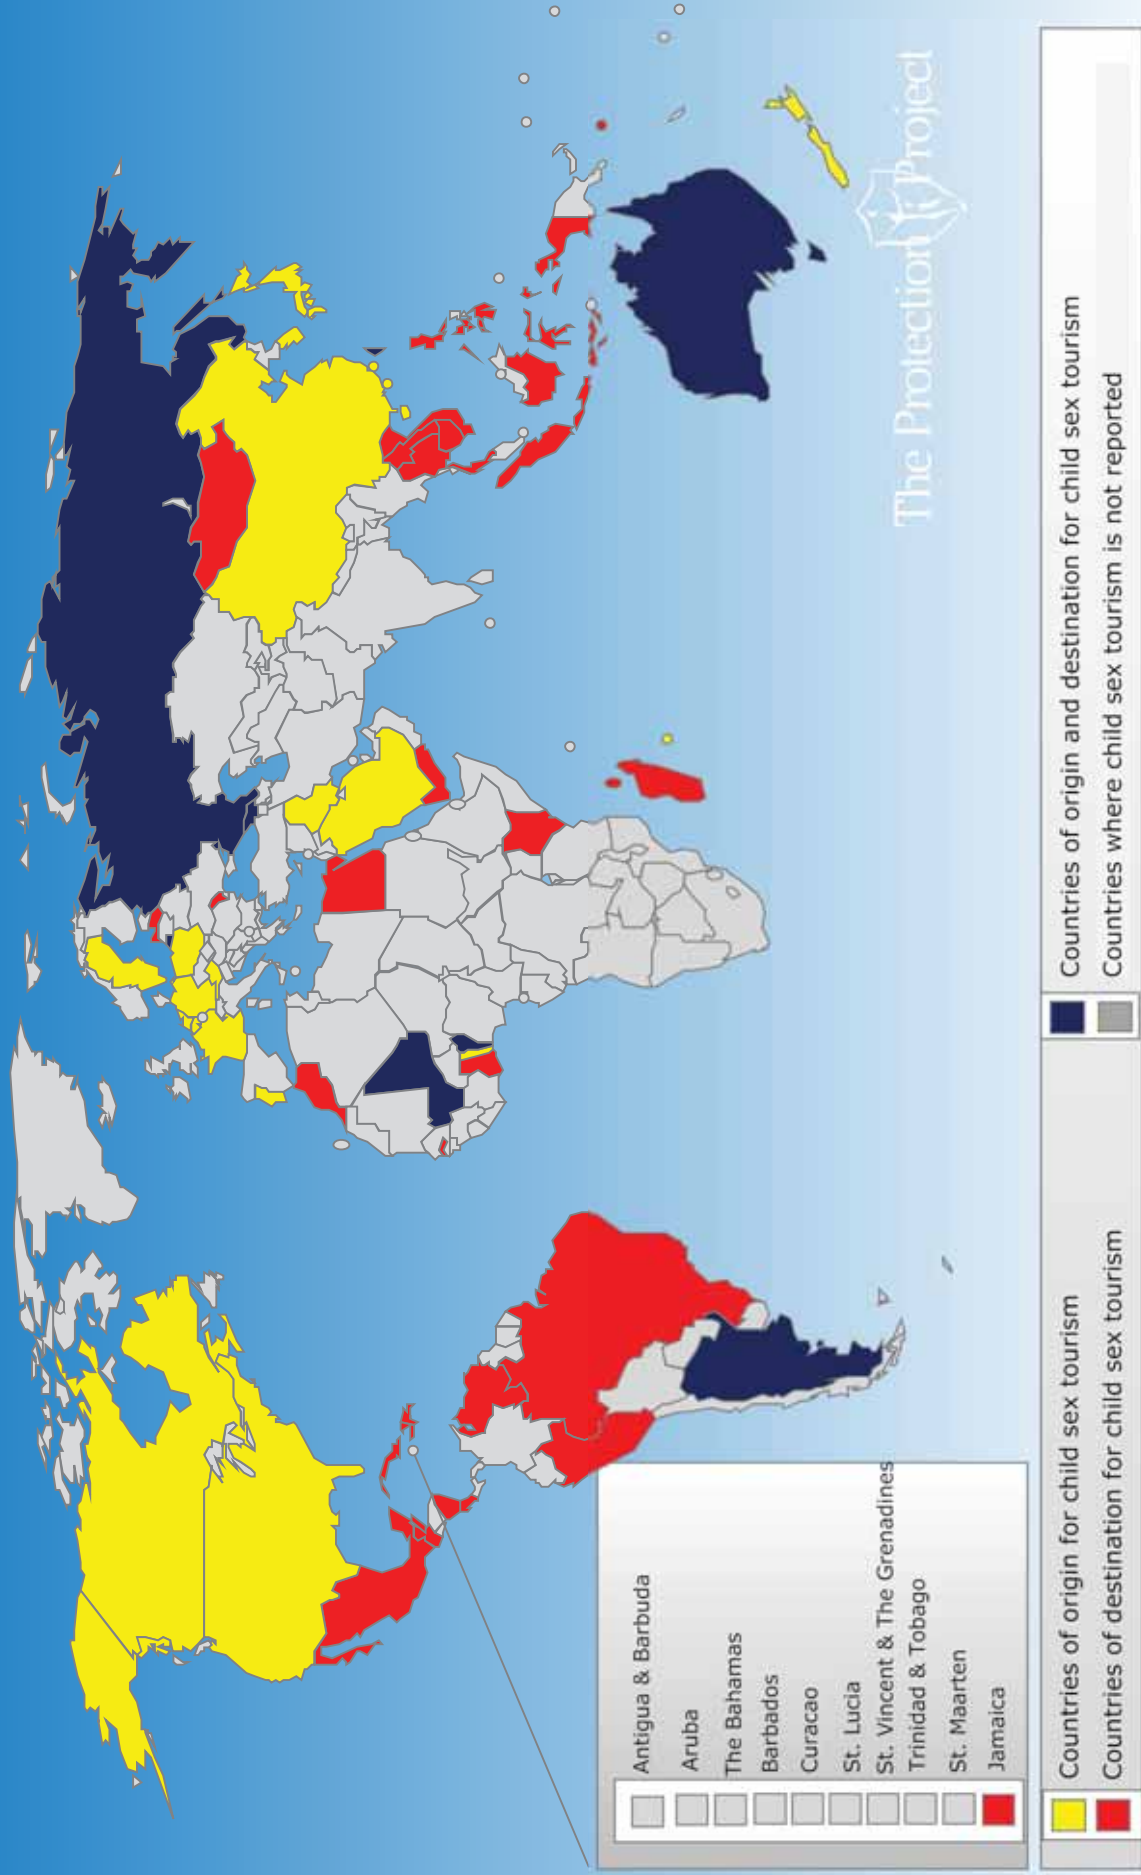 The Protection Project
Antigua & Barbuda
Aruba
The Bahamas
Barbados
Curacao
St. Lucia
St. Vincent & The Grenadines
Trinidad & Tobago
St. Maarten
Jamaica
Countries of origin for child sex tourism
Countries of destination for child sex tourism
Countries of origin and destination for child sex tourism
Countries where child sex tourism is not reported